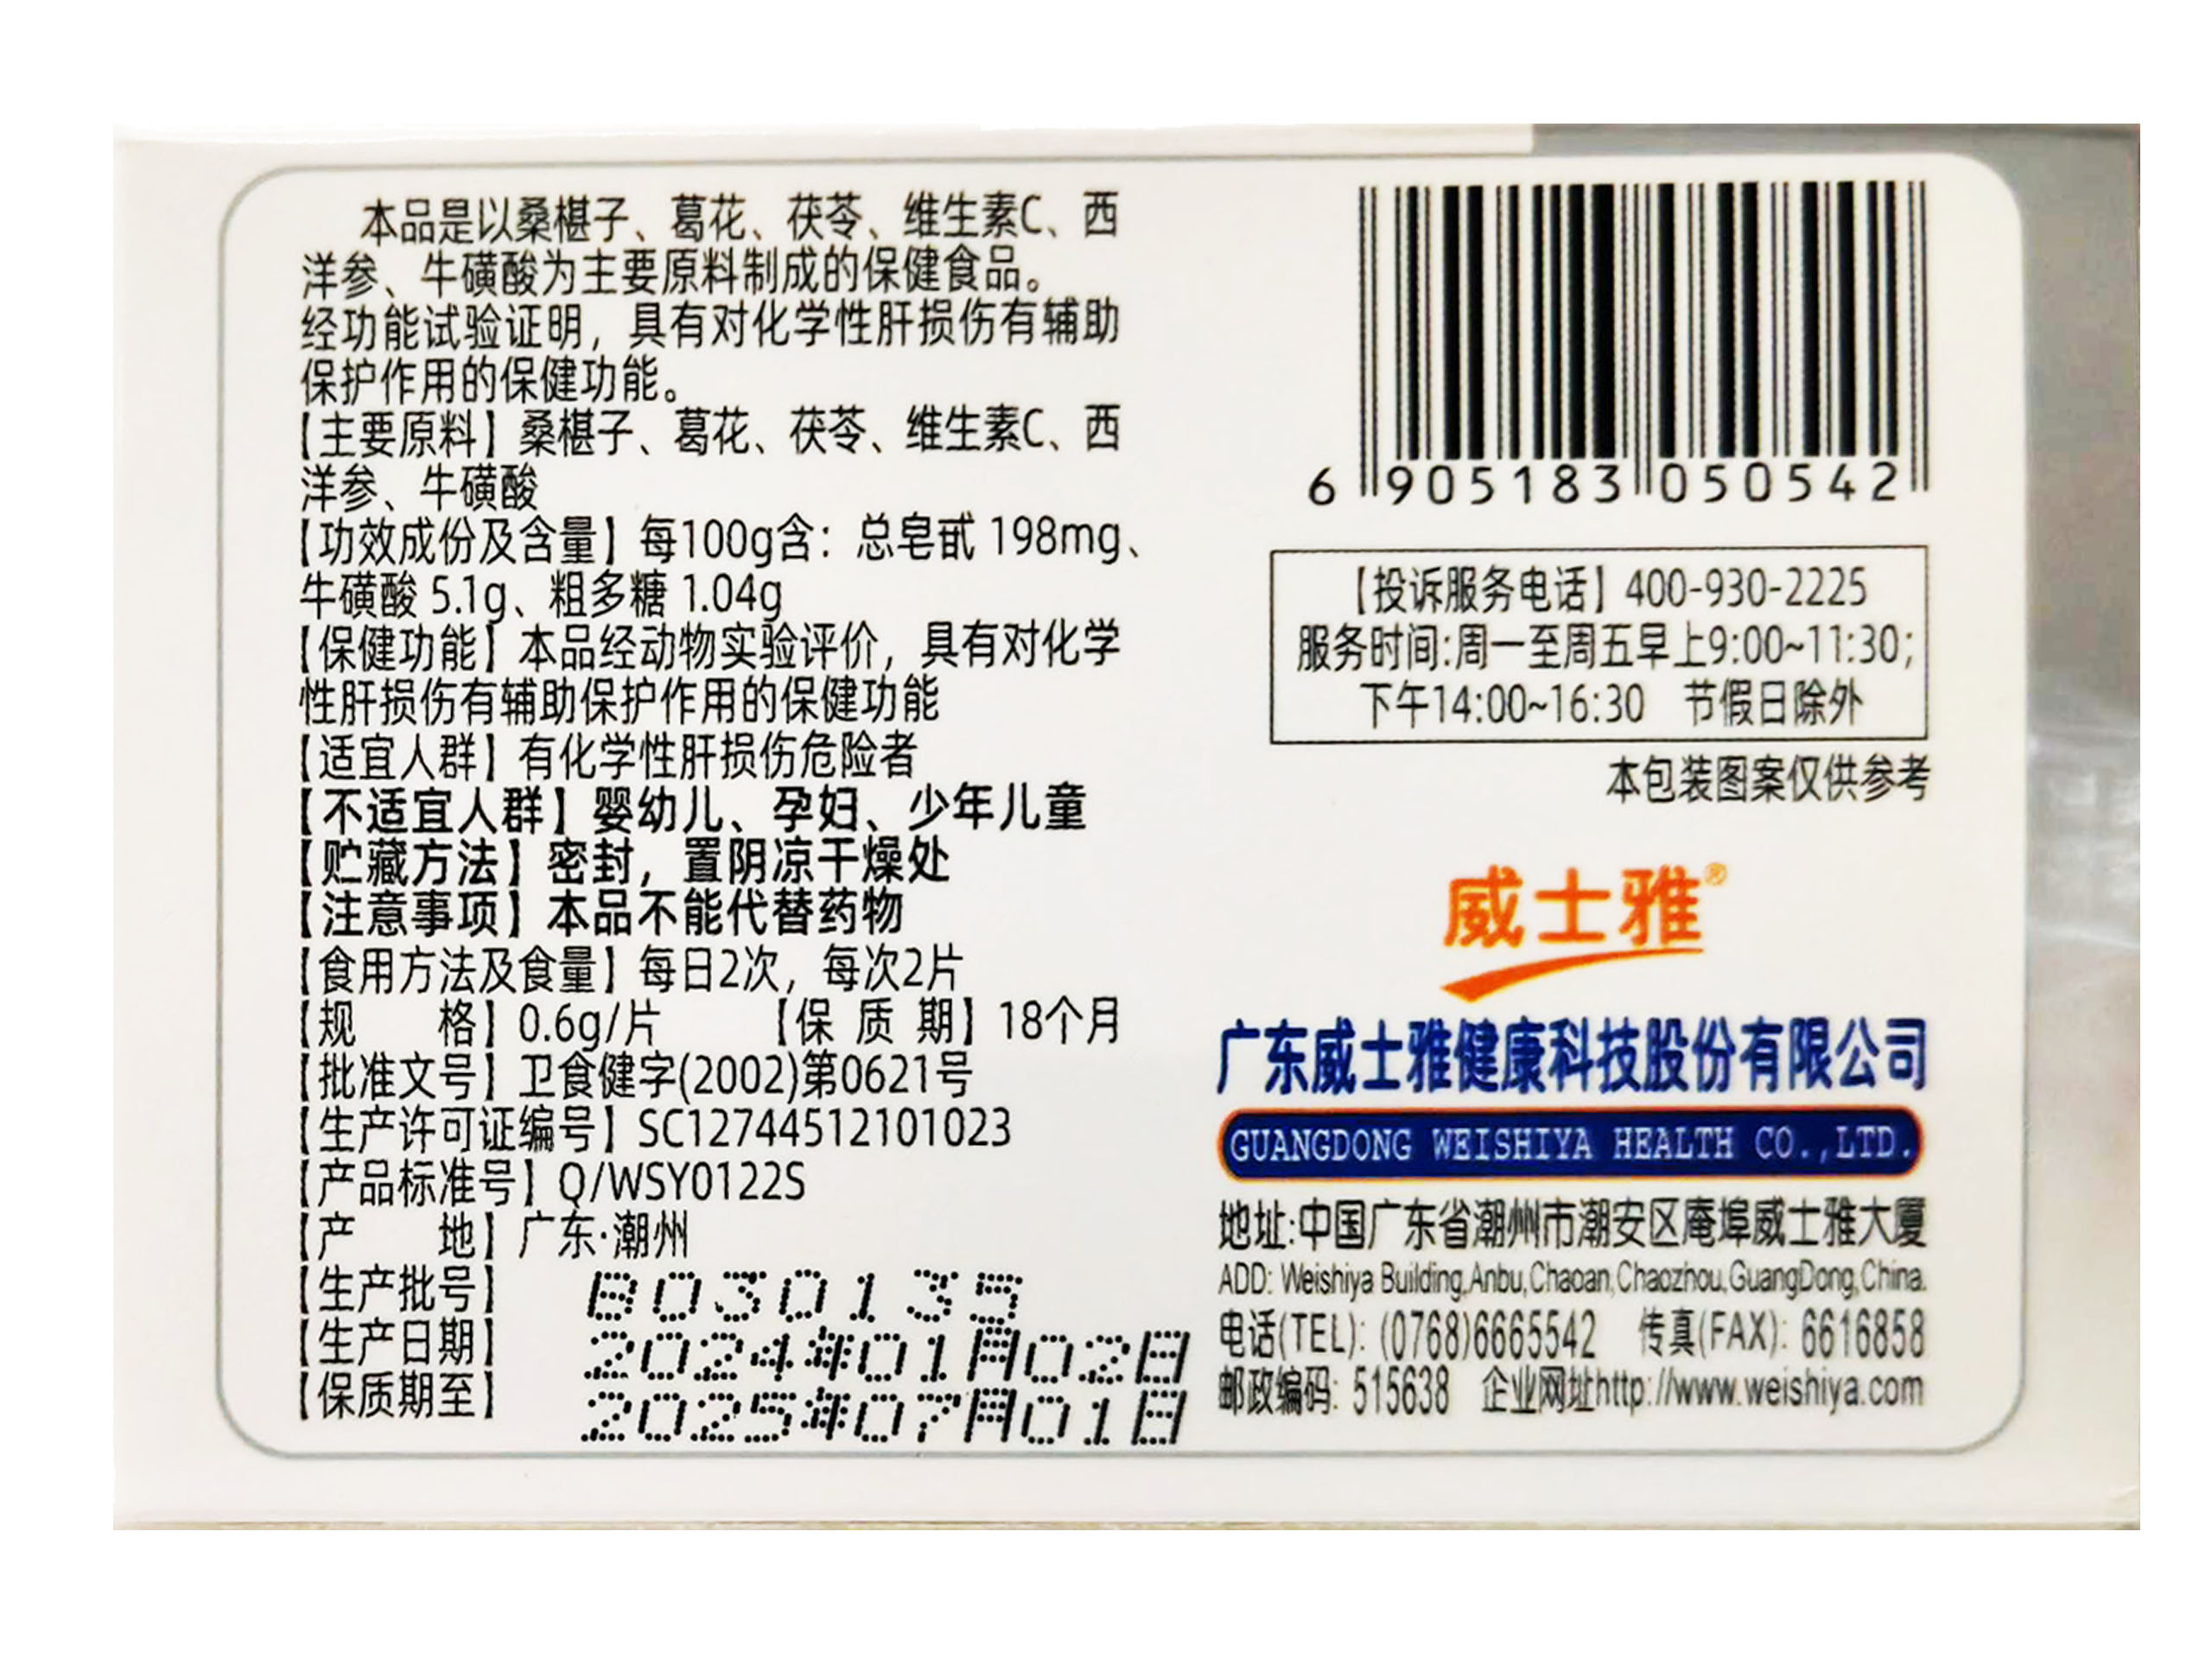 本品是以桑椹子、葛花、茯苓、维生素C、西
洋参、牛磺酸为主要原料制成的保健食品。
经功能试验证明，具有对化学性肝损伤有辅助
保护作用的保健功能。
【主要原料】桑椹子、葛花、茯苓、维生素C、西
洋参、牛磺酸
【功效成份及含量】每100g含：总皂甙 198mg、
牛磺酸 5.1g、粗多糖 1.04g
【保健功能】本品经动物实验评价，具有对化学
性肝损伤有辅助保护作用的保健功能
【适宜人群】有化学性肝损伤危险者
【不适宜人群】婴幼儿、孕妇、少年儿童
【贮藏方法】密封，置阴凉干燥处
【注意事项】本品不能代替药物
【食用方法及食量】每日2次，每次2片
【规 格】0.6g/片 【保 质 期】18个月
【批准文号】卫食健字(2002)第0621号
【生产许可证编号】SC12744512101023
【产品标准号】Q/WSY0122S
【产 地】广东·潮州
【生产批号】 B030135
【生产日期】 2024年01月02日
【保质期至】 2025年07月01日
6 905183 050542
【投诉服务电话】400-930-2225
服务时间:周一至周五早上9:00~11:30;
下午14:00~16:30 节假日除外
本包装图案仅供参考
威士雅®
广东威士雅健康科技股份有限公司
GUANGDONG WEISHIYA HEALTH CO.,LTD.
地址:中国广东省潮州市潮安区庵埠威士雅大厦
ADD: Weishiya Building,Anbu,Chaoan,Chaozhou,GuangDong,China.
电话(TEL): (0768)6665542 传真(FAX): 6616858
邮政编码: 515638 企业网址http://www.weishiya.com